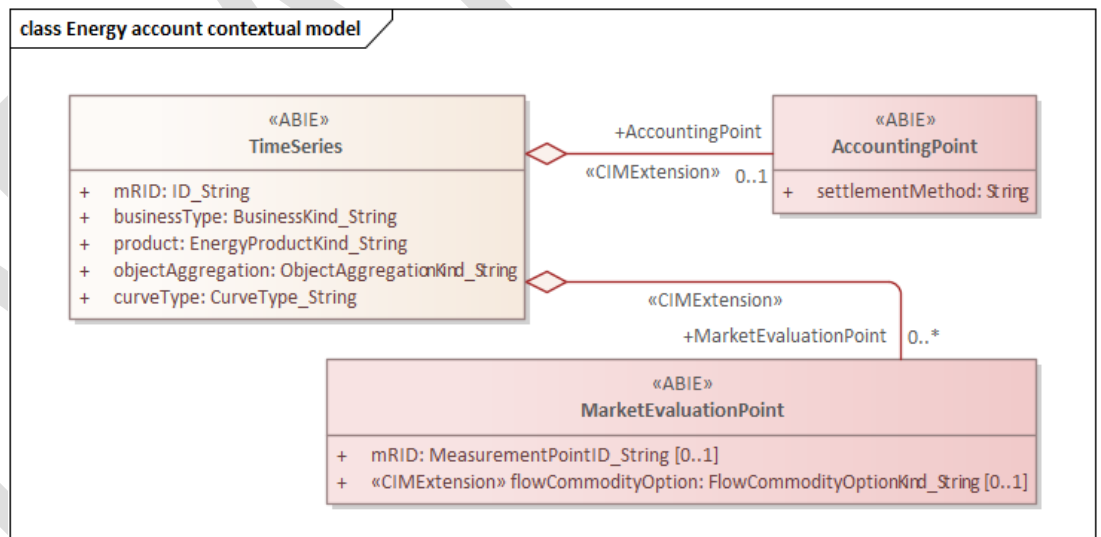 class Energy account contextual model
«ABIE»
TimeSeries
+ mRID: ID_String
+ businessType: BusinessKind_String
+ product: EnergyProductKind_String
+ objectAggregation: ObjectAggregationKind_String
+ curveType: CurveType_String
+AccountingPoint
«CIMExtension» 0..1
«ABIE»
AccountingPoint
+ settlementMethod: String
«CIMExtension»
+MarketEvaluationPoint 0..*
«ABIE»
MarketEvaluationPoint
+ mRID: MeasurementPointID_String [0..1]
+ «CIMExtension» flowCommodityOption: FlowCommodityOptionKind_String [0..1]